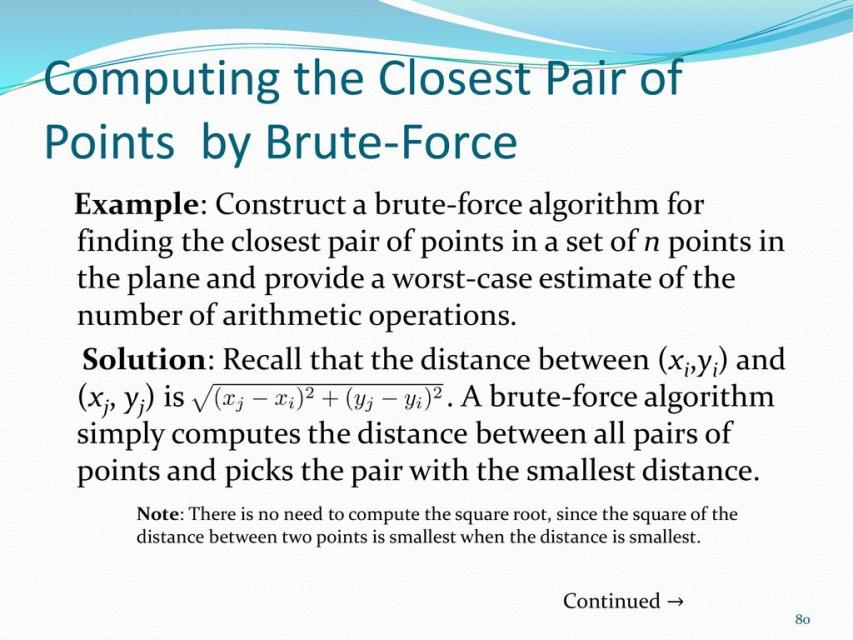 Computing the Closest Pair of
Points by Brute-Force
Example: Construct a brute-force algorithm for
finding the closest pair of points in a set of n points in
the plane and provide a worst-case estimate of the
number of arithmetic operations.
Solution: Recall that the distance between (xᵢ,yᵢ) and
(xⱼ, yⱼ) is √(xⱼ − xᵢ)² + (yⱼ − yᵢ)² . A brute-force algorithm
simply computes the distance between all pairs of
points and picks the pair with the smallest distance.
Note: There is no need to compute the square root, since the square of the
distance between two points is smallest when the distance is smallest.
Continued →
80